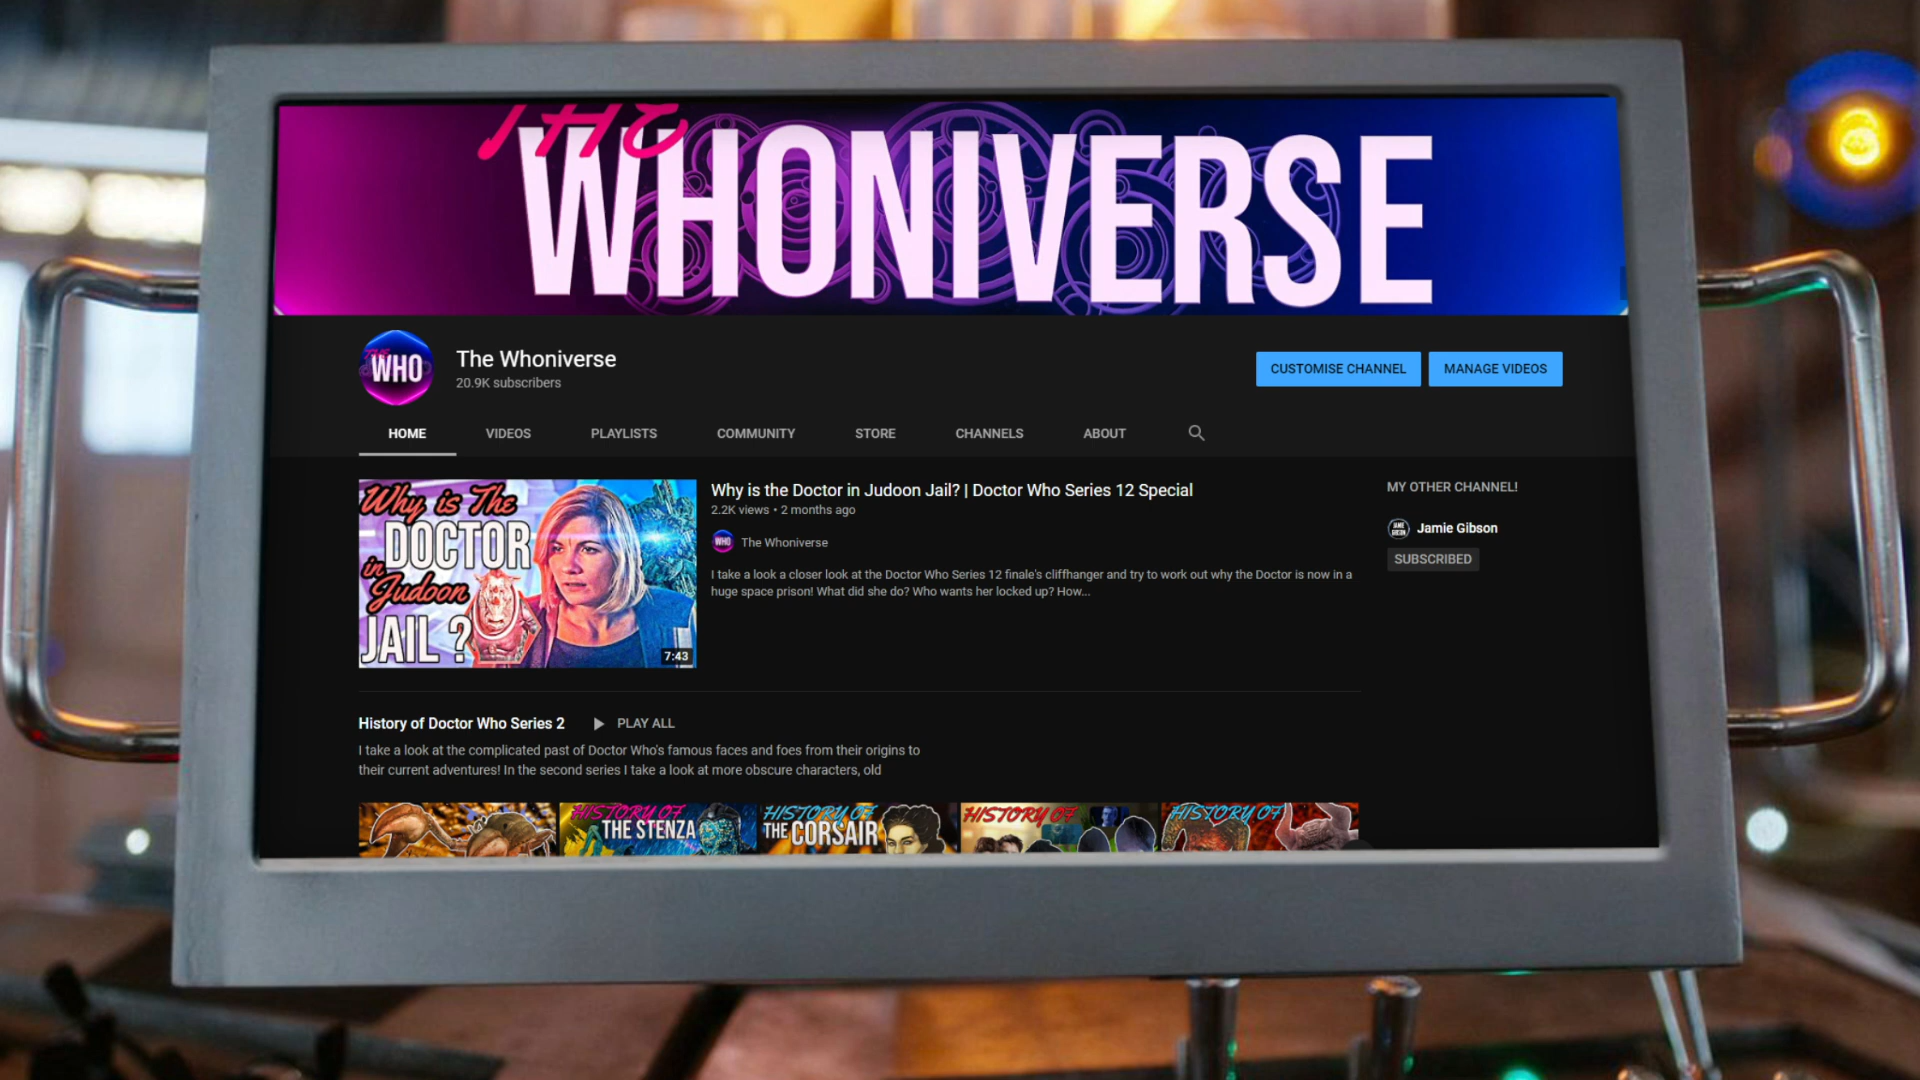 THE
WHONIVERSE
THE
WHO
The Whoniverse
20.9K subscribers
CUSTOMISE CHANNEL
MANAGE VIDEOS
HOME
VIDEOS
PLAYLISTS
COMMUNITY
STORE
CHANNELS
ABOUT
Why is The
DOCTOR
in
Judoon
JAIL ?
7:43
Why is the Doctor in Judoon Jail? | Doctor Who Series 12 Special
2.2K views • 2 months ago
WHO
The Whoniverse
I take a look a closer look at the Doctor Who Series 12 finale's cliffhanger and try to work out why the Doctor is now in a
huge space prison! What did she do? Who wants her locked up? How...
MY OTHER CHANNEL!
JAMIE
GIBSON
Jamie Gibson
SUBSCRIBED
History of Doctor Who Series 2
PLAY ALL
I take a look at the complicated past of Doctor Who's famous faces and foes from their origins to
their current adventures! In the second series I take a look at more obscure characters, old
HISTORY OF
THE STENZA
HISTORY OF
THE CORSAIR
HISTORY OF
HISTORY OF